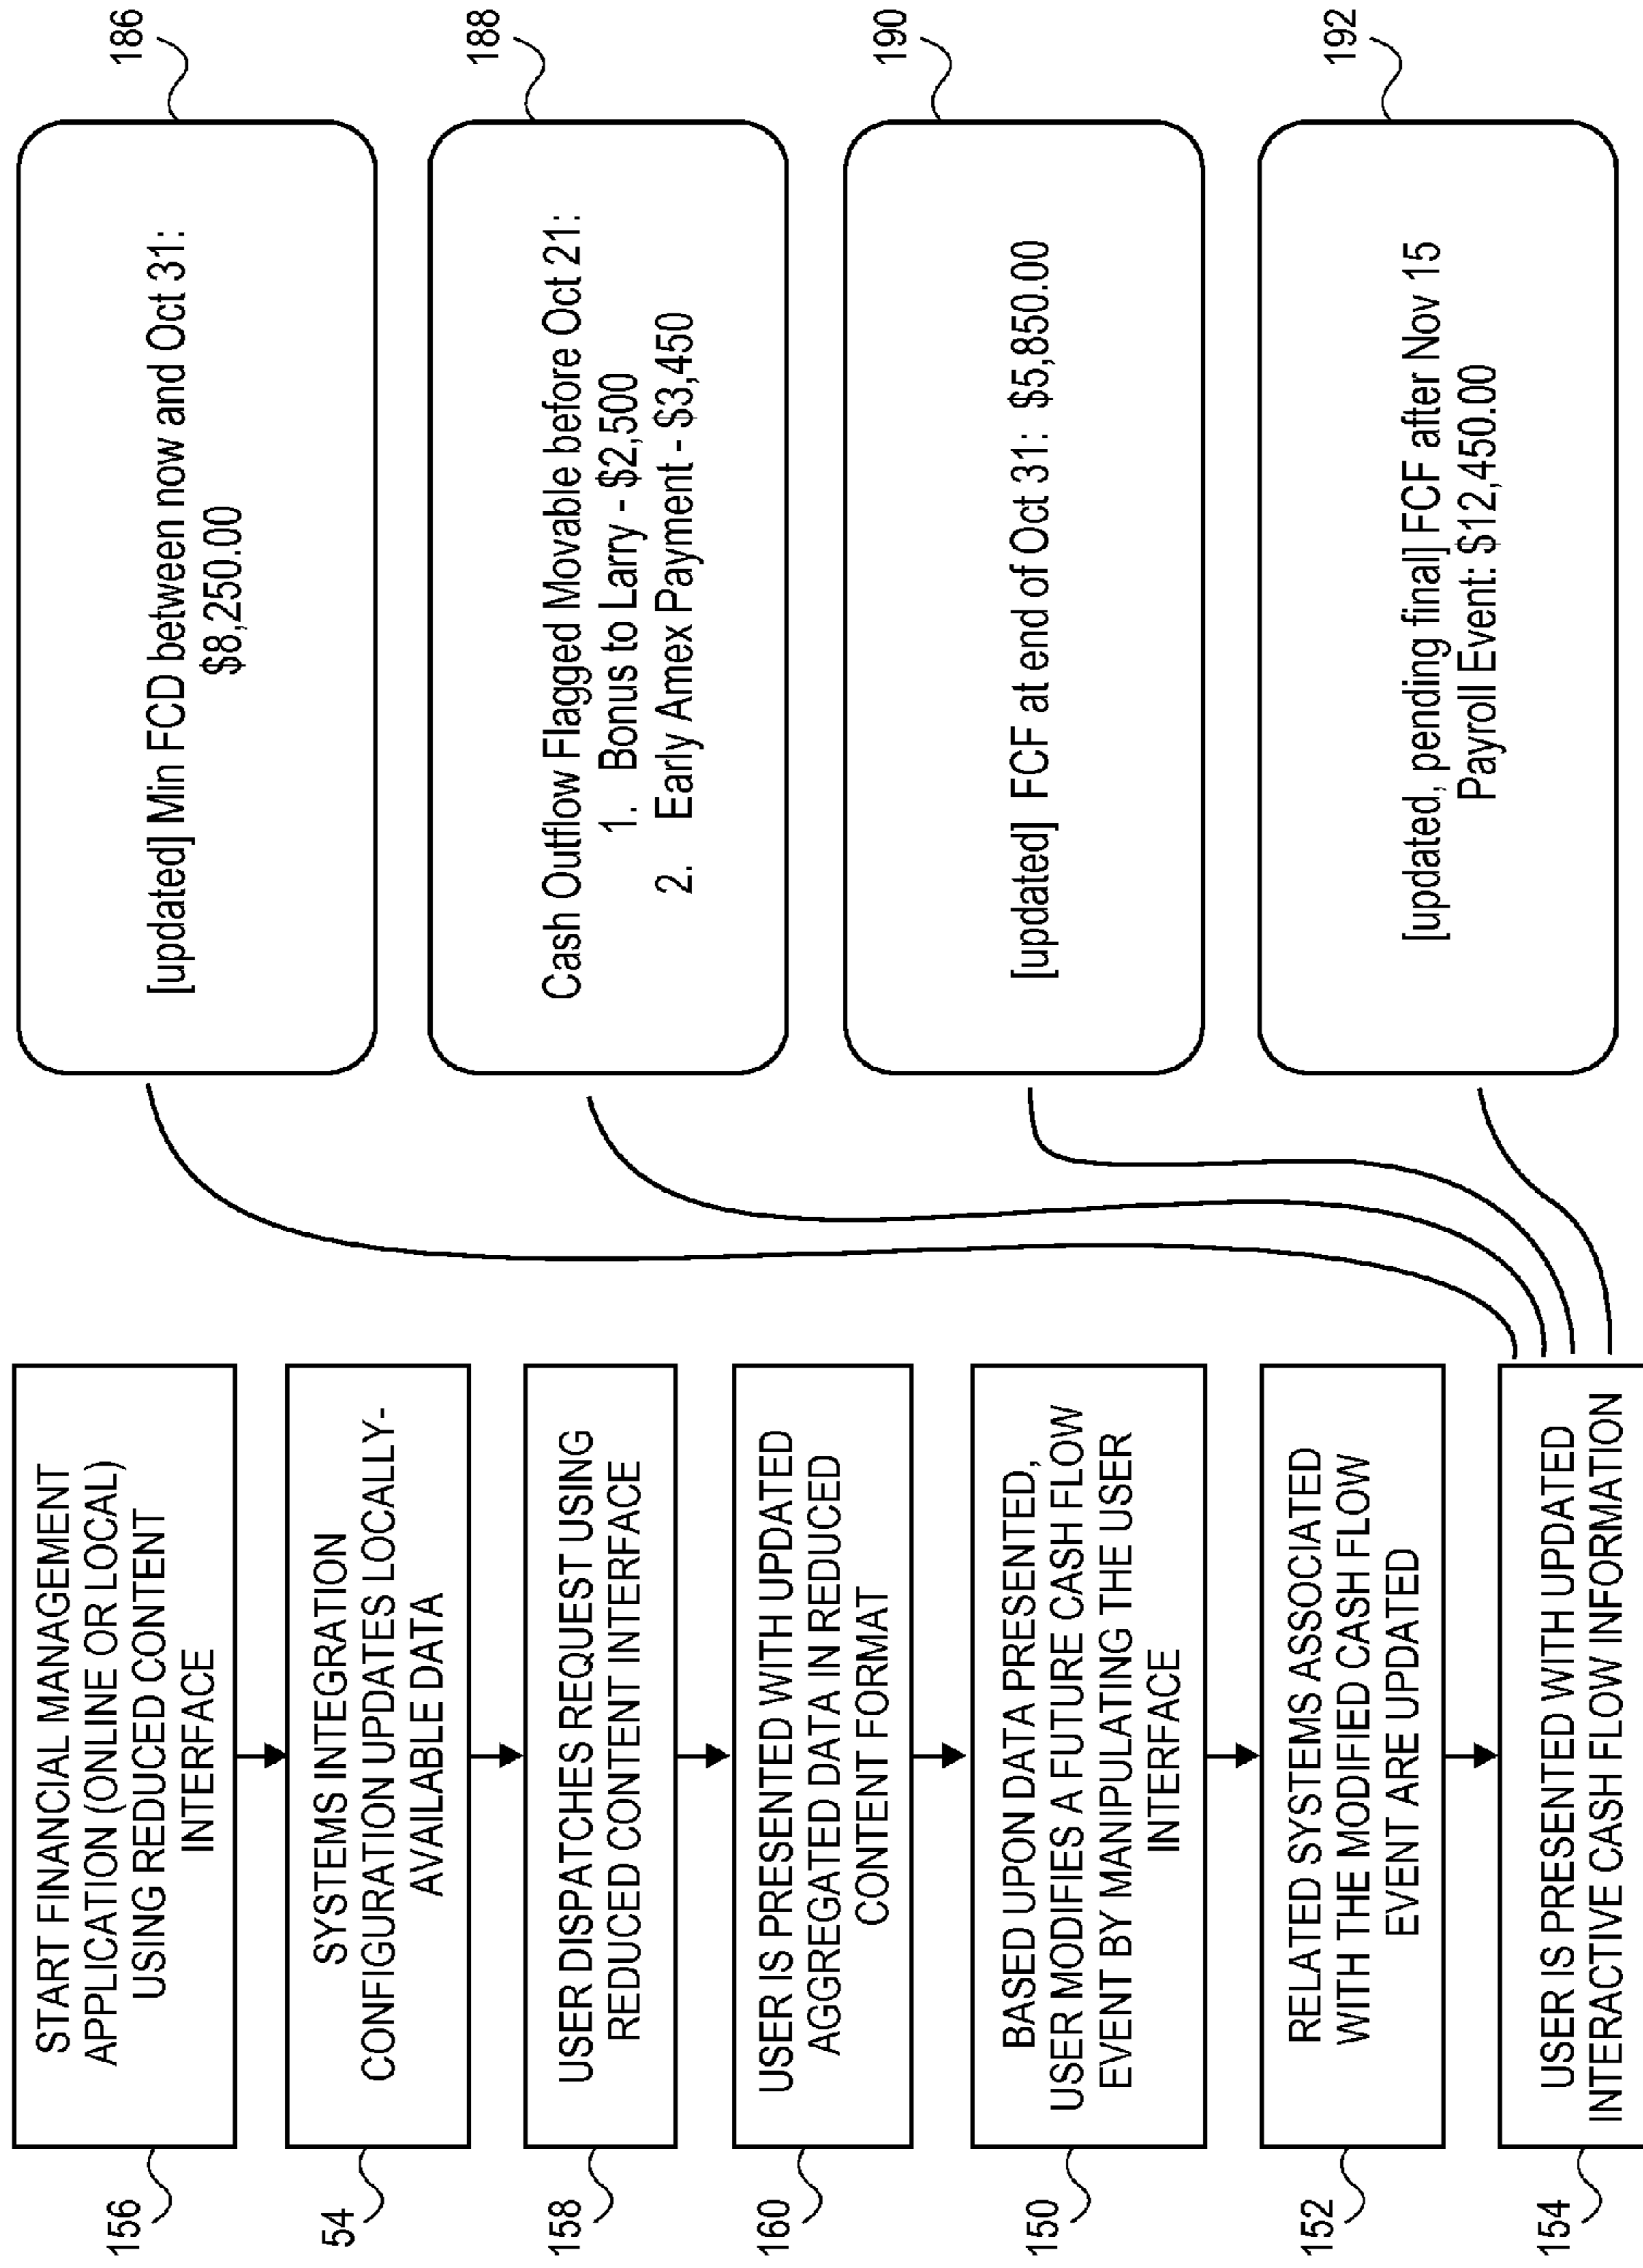 156
START FINANCIAL MANAGEMENT
APPLICATION (ONLINE OR LOCAL)
USING REDUCED CONTENT
INTERFACE
54
SYSTEMS INTEGRATION
CONFIGURATION UPDATES LOCALLY-
AVAILABLE DATA
158
USER DISPATCHES REQUEST USING
REDUCED CONTENT INTERFACE
160
USER IS PRESENTED WITH UPDATED
AGGREGATED DATA IN REDUCED
CONTENT FORMAT
150
BASED UPON DATA PRESENTED,
USER MODIFIES A FUTURE CASH FLOW
EVENT BY MANIPULATING THE USER
INTERFACE
152
RELATED SYSTEMS ASSOCIATED
WITH THE MODIFIED CASH FLOW
EVENT ARE UPDATED
154
USER IS PRESENTED WITH UPDATED
INTERACTIVE CASH FLOW INFORMATION
[updated] Min FCD between now and Oct 31:
$8,250.00
186
Cash Outflow Flagged Movable before Oct 21:
1. Bonus to Larry - $2,500
2. Early Amex Payment - $3,450
188
[updated] FCF at end of Oct 31: $5,850.00
190
[updated, pending final] FCF after Nov 15
Payroll Event: $12,450.00
192